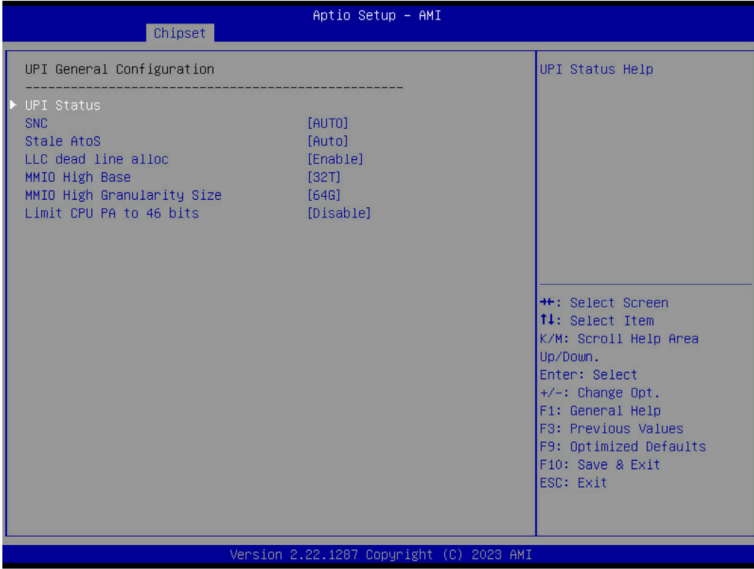 Aptio Setup – AMI
Chipset
UPI General Configuration
------------------------------------------------
UPI Status
SNC [AUTO]
Stale AtoS [Auto]
LLC dead line alloc [Enable]
MMIO High Base [32T]
MMIO High Granularity Size [64G]
Limit CPU PA to 46 bits [Disable]
UPI Status Help
→←: Select Screen
↑↓: Select Item
K/M: Scroll Help Area
Up/Down.
Enter: Select
+/-: Change Opt.
F1: General Help
F3: Previous Values
F9: Optimized Defaults
F10: Save & Exit
ESC: Exit
Version 2.22.1287 Copyright (C) 2023 AMI